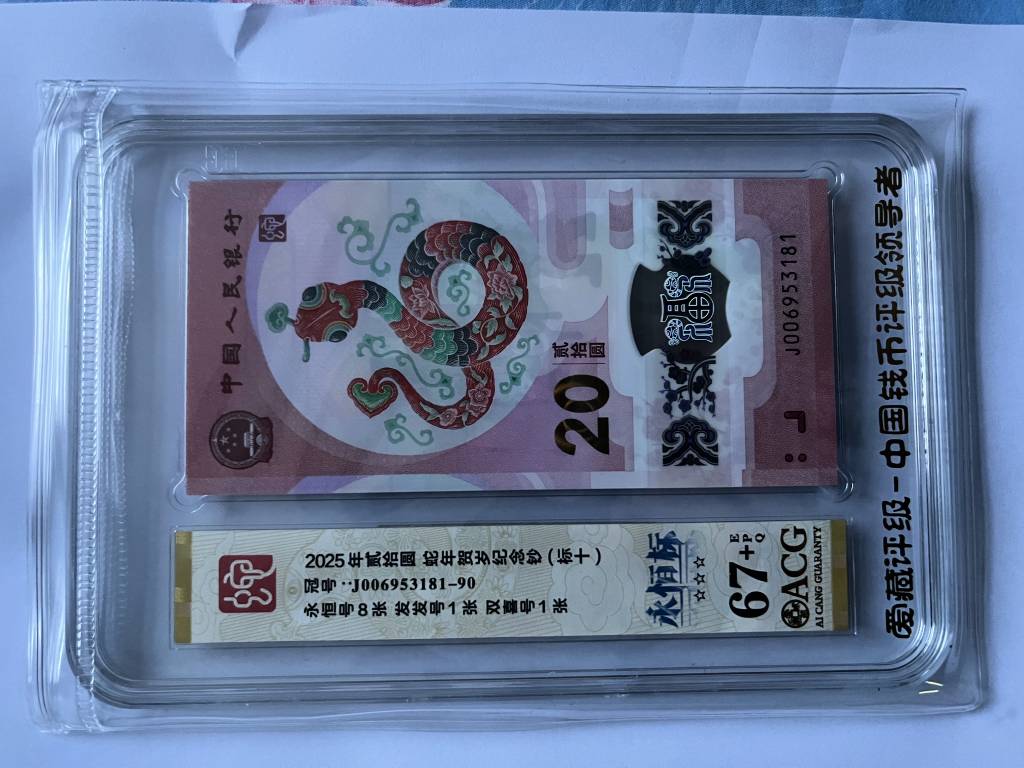 中国人民银行
20
贰拾圆
J006953181
2025年贰拾圆 蛇年贺岁纪念钞(标十)
冠号:J006953181-90
永恒号8张 发发号1张 双喜号1张
永佰标
☆☆☆
67+ EPQ
ACG
AI CANG GUARANTY
爱藏评级-中国钱币评级领导者